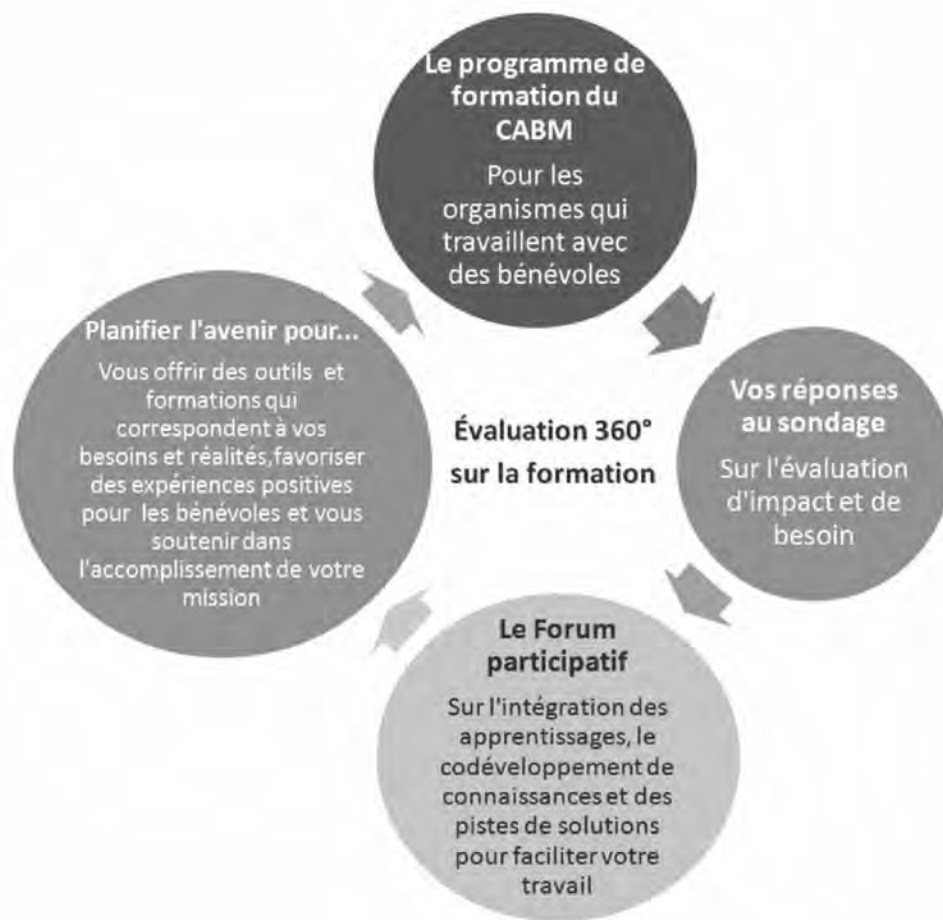 Le programme de
formation du
CABM
Pour les
organismes qui
travaillent avec
des bénévoles
Vos réponses
au sondage
Sur l'évaluation
d'impact et de
besoin
Le Forum
participatif
Sur l'intégration des
apprentissages, le
codéveloppement de
connaissances et des
pistes de solutions
pour faciliter votre
travail
Planifier l'avenir pour...
Vous offrir des outils et
formations qui
correspondent à vos
besoins et réalités,favoriser
des expériences positives
pour les bénévoles et vous
soutenir dans
l'accomplissement de votre
mission
Évaluation 360°
sur la formation